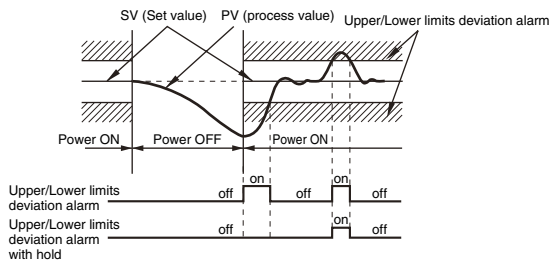 SV (Set value)
PV (process value)
Upper/Lower limits deviation alarm
Power ON
Power OFF
Power ON
Upper/Lower limits
deviation alarm
off
on
off
on
off
Upper/Lower limits
deviation alarm
with hold
off
on
off